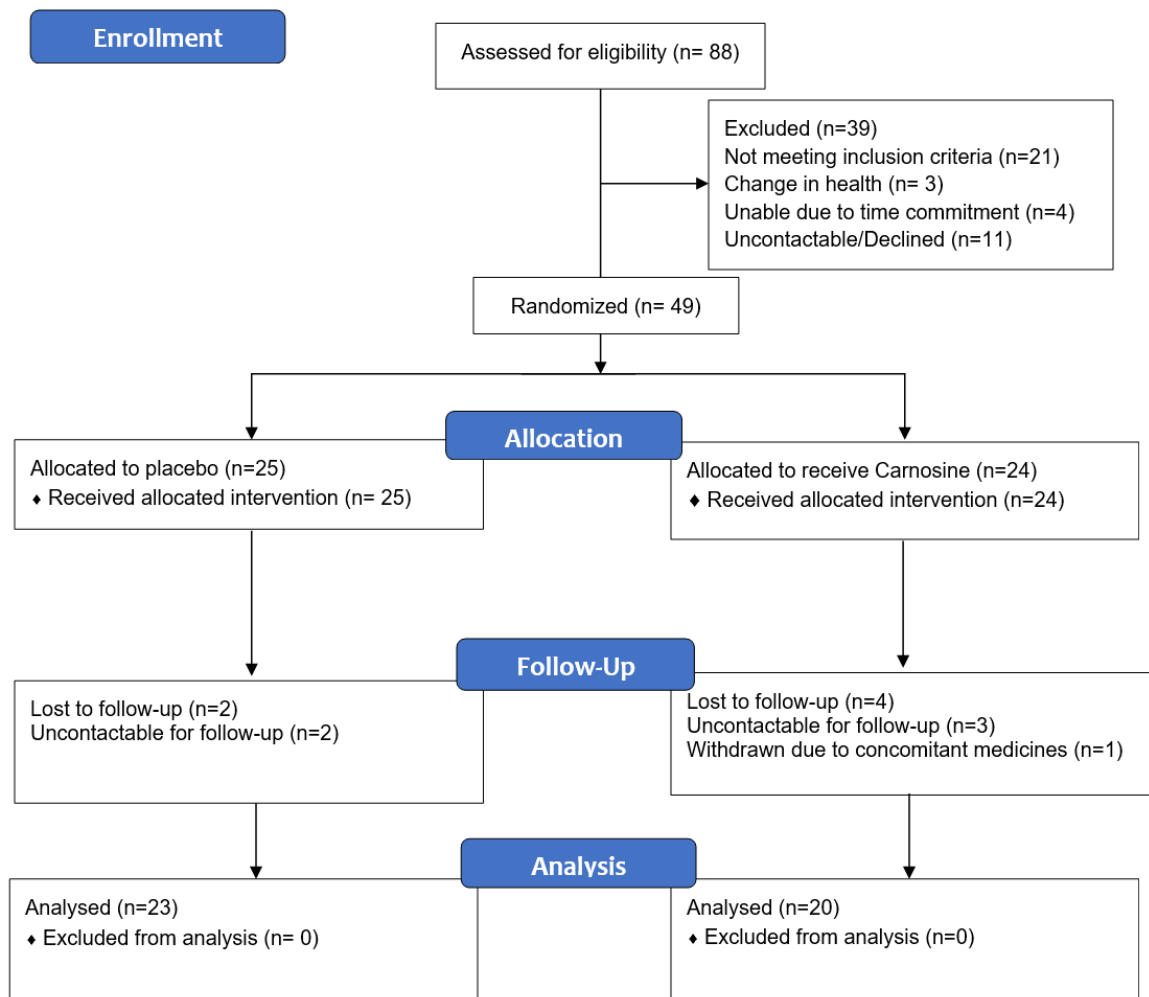 Enrollment
Assessed for eligibility (n= 88)
Excluded (n=39)
Not meeting inclusion criteria (n=21)
Change in health (n= 3)
Unable due to time commitment (n=4)
Uncontactable/Declined (n=11)
Randomized (n= 49)
Allocation
Allocated to placebo (n=25)
♦ Received allocated intervention (n= 25)
Allocated to receive Carnosine (n=24)
♦ Received allocated intervention (n=24)
Follow-Up
Lost to follow-up (n=2)
Uncontactable for follow-up (n=2)
Lost to follow-up (n=4)
Uncontactable for follow-up (n=3)
Withdrawn due to concomitant medicines (n=1)
Analysis
Analysed (n=23)
♦ Excluded from analysis (n= 0)
Analysed (n=20)
♦ Excluded from analysis (n=0)